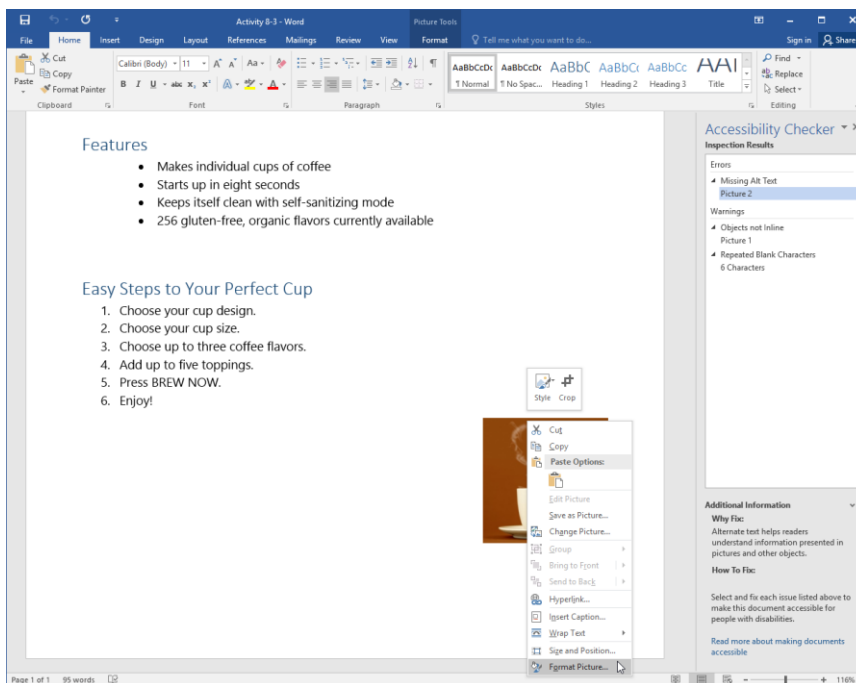 Activity 8-3 - Word
Picture Tools
File Home Insert Design Layout References Mailings Review View Format Tell me what you want to do... Sign in Share
Paste
Cut
Copy
Format Painter
Clipboard
Calibri (Body) 11 A A Aa
B I U abc x₂ x² A A
Font
Paragraph
AaBbCcDc AaBbCcDc AaBbC AaBbCc AaBbCc AAI
¶ Normal ¶ No Spac... Heading 1 Heading 2 Heading 3 Title
Styles
Find
Replace
Select
Editing
Features
• Makes individual cups of coffee
• Starts up in eight seconds
• Keeps itself clean with self-sanitizing mode
• 256 gluten-free, organic flavors currently available
Easy Steps to Your Perfect Cup
1. Choose your cup design.
2. Choose your cup size.
3. Choose up to three coffee flavors.
4. Add up to five toppings.
5. Press BREW NOW.
6. Enjoy!
Style Crop
Cut
Copy
Paste Options:
Edit Picture
Save as Picture...
Change Picture...
Group
Bring to Front
Send to Back
Hyperlink...
Insert Caption...
Wrap Text
Size and Position...
Format Picture...
Accessibility Checker
Inspection Results
Errors
Missing Alt Text
Picture 2
Warnings
Objects not Inline
Picture 1
Repeated Blank Characters
6 Characters
Additional Information
Why Fix:
Alternate text helps readers
understand information presented in
pictures and other objects.
How To Fix:
Select and fix each issue listed above to
make this document accessible for
people with disabilities.
Read more about making documents
accessible
Page 1 of 1 95 words
116%